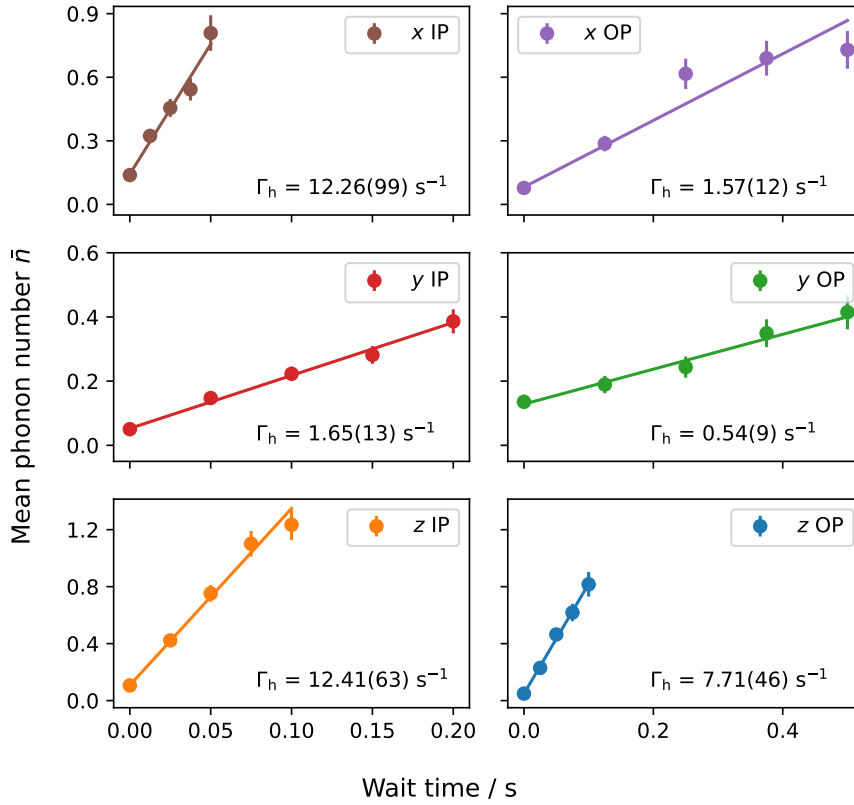 0.9
0.6
0.3
0.0
x IP
Γh = 12.26(99) s−1
x OP
Γh = 1.57(12) s−1
0.6
0.4
0.2
0.0
y IP
Γh = 1.65(13) s−1
y OP
Γh = 0.54(9) s−1
Mean phonon number n̄
1.2
0.8
0.4
0.0
z IP
Γh = 12.41(63) s−1
z OP
Γh = 7.71(46) s−1
0.00 0.05 0.10 0.15 0.20
0.0 0.2 0.4
Wait time / s